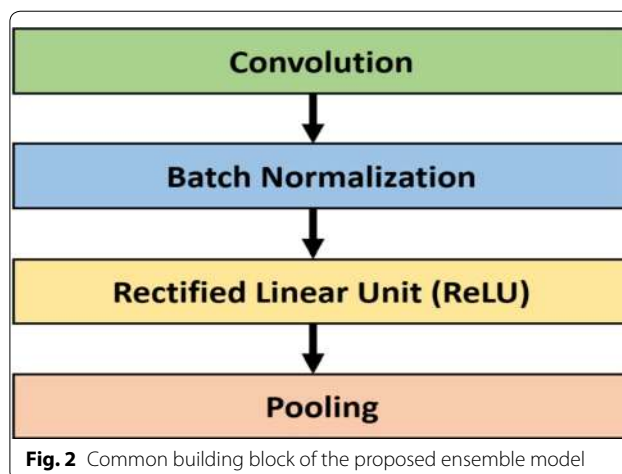 Convolution
Batch Normalization
Rectified Linear Unit (ReLU)
Pooling
Fig. 2 Common building block of the proposed ensemble model